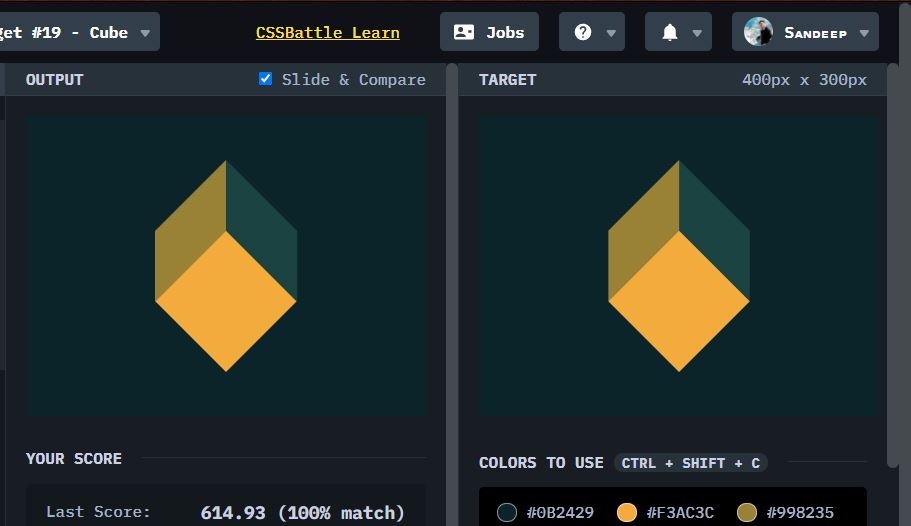 get #19 - Cube
CSSBattle Learn
Jobs
SANDEEP
OUTPUT
Slide & Compare
TARGET
400px x 300px
YOUR SCORE
COLORS TO USE CTRL + SHIFT + C
Last Score: 614.93 (100% match)
#0B2429 #F3AC3C #998235